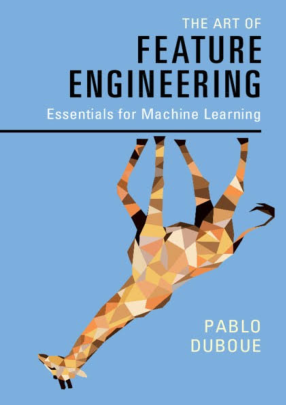 THE ART OF
FEATURE
ENGINEERING
Essentials for Machine Learning
PABLO
DUBOUE